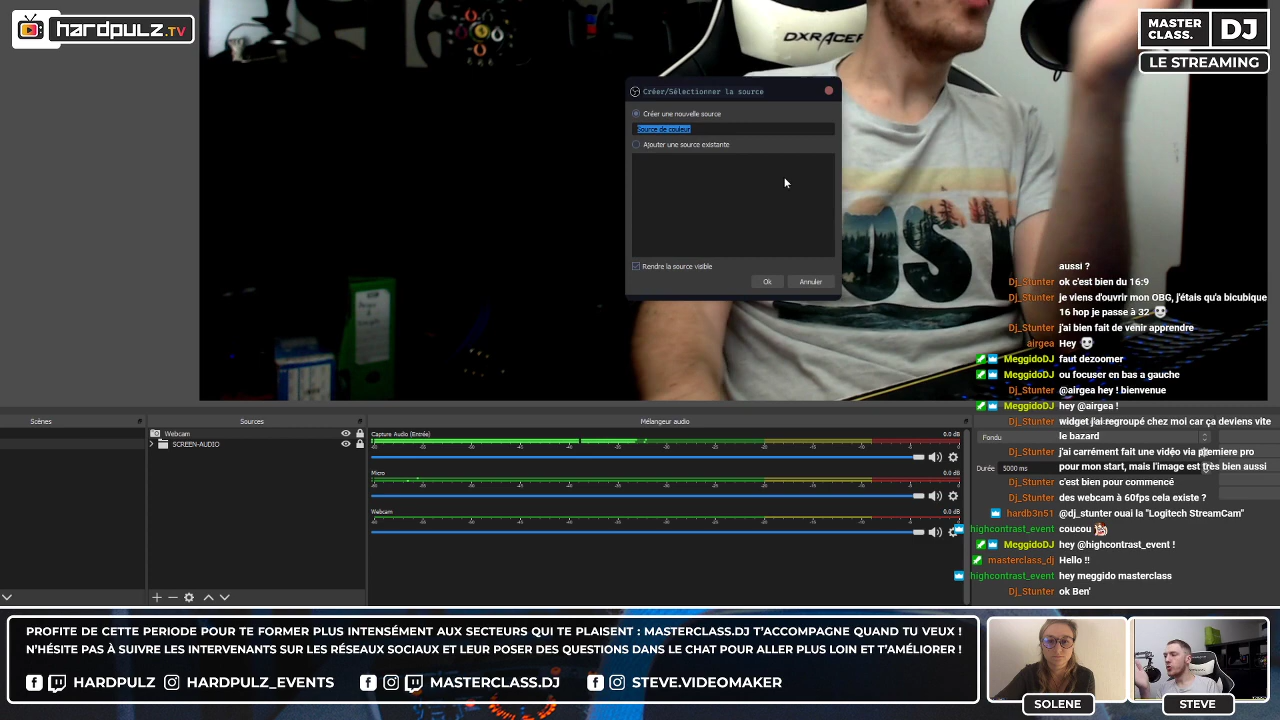 HARDPULZ.TV
MASTER
CLASS.
DJ
LE STREAMING
DXRACER
Créer/Sélectionner la source
Créer une nouvelle source
Source de couleur
Ajouter une source existante
Rendre la source visible
Ok
Annuler
aussi ?
Dj_Stunter ok c'est bien du 16:9
Dj_Stunter je viens d'ouvrir mon OBG, j'étais qu'a bicubique
16 hop je passe à 32
Dj_Stunter j'ai bien fait de venir apprendre
airgea Hey
MeggidoDJ faut dezoomer
MeggidoDJ ou focuser en bas a gauche
Dj_Stunter @airgea hey ! bienvenue
MeggidoDJ hey @airgea !
Dj_Stunter widget j'ai regroupé chez moi car ça deviens vite
le bazard
Dj_Stunter j'ai carrément fait une vidéo via premiere pro
pour mon start, mais l'image est très bien aussi
Dj_Stunter c'est bien pour commencé
Dj_Stunter des webcam à 60fps cela existe ?
hardb3n51 @dj_stunter ouai la "Logitech StreamCam"
highcontrast_event coucou
MeggidoDJ hey @highcontrast_event !
masterclass_dj Hello !!
highcontrast_event hey meggido masterclass
Dj_Stunter ok Ben'
Fondu
Durée 5000 ms
Scènes
Sources
Webcam
SCREEN-AUDIO
Mélangeur audio
Capture Audio (Entrée) 0.0 dB
Micro 0.0 dB
Webcam 0.0 dB
PROFITE DE CETTE PERIODE POUR TE FORMER PLUS INTENSÉMENT AUX SECTEURS QUI TE PLAISENT : MASTERCLASS.DJ T'ACCOMPAGNE QUAND TU VEUX !
N'HÉSITE PAS À SUIVRE LES INTERVENANTS SUR LES RÉSEAUX SOCIAUX ET LEUR POSER DES QUESTIONS DANS LE CHAT POUR ALLER PLUS LOIN ET T'AMÉLIORER !
HARDPULZ HARDPULZ_EVENTS MASTERCLASS.DJ STEVE.VIDEOMAKER
SOLENE
STEVE